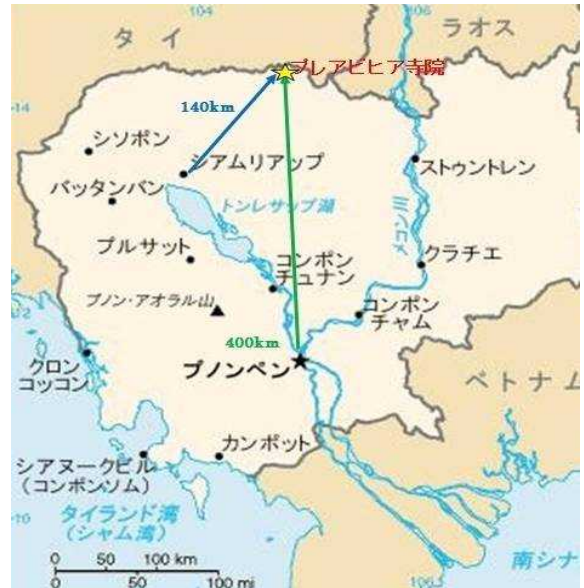 104
106
タイ
ラオス
プレアビヒア寺院
14
140km
シソポン
シアムリアップ
ストゥントレン
バッタンバン
トンレサップ湖
メコン川
プルサット
コンポン
チュナン
クラチエ
プノン・アオラル山
コンポン
チャム
12
400km
クロン
コッコン
プノンペン
ベトナム
カンポット
シアヌークビル
(コンポンソム)
タイランド湾
(シャム湾)
10
南シナ
0 50 100 km
0 50 100 mi
106